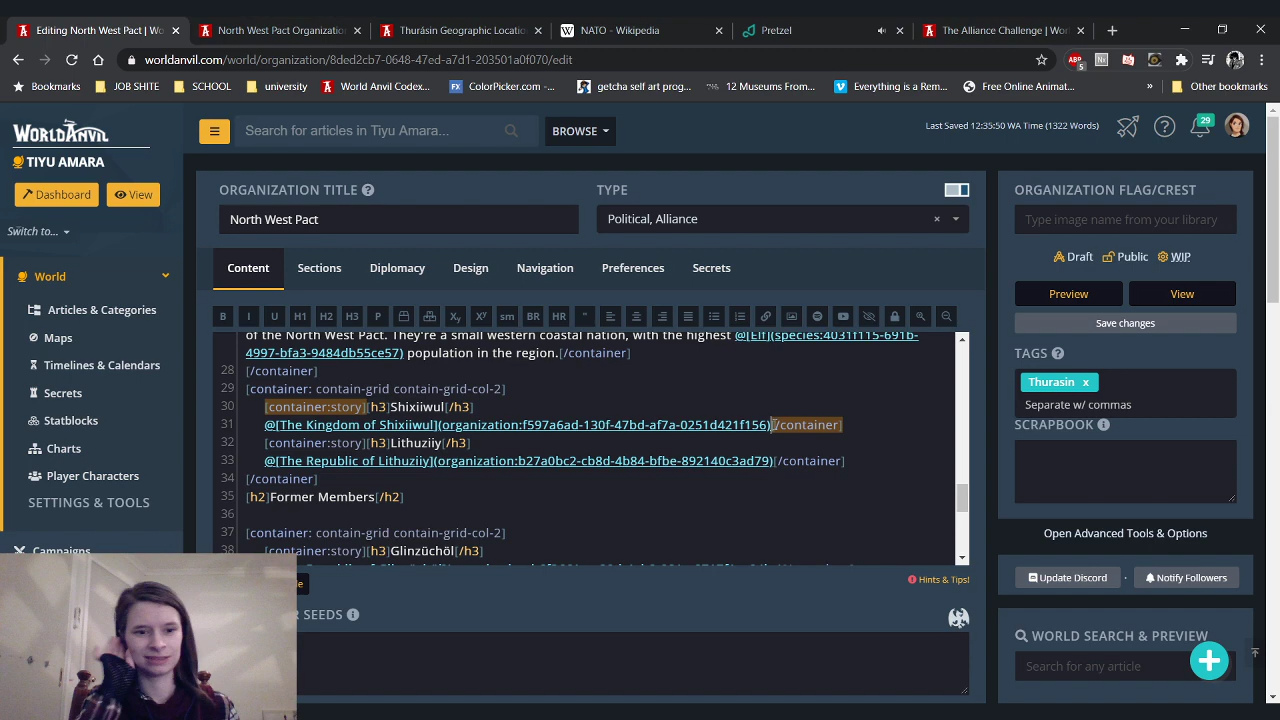 Editing North West Pact | Wo
North West Pact Organization
Thurásin Geographic Locatio
NATO - Wikipedia
Pretzel
The Alliance Challenge | Wo
worldanvil.com/world/organization/8ded2cb7-0648-47ed-a7d1-203501a0f070/edit
5
Bookmarks
JOB SHITE
SCHOOL
university
World Anvil Codex...
ColorPicker.com -...
getcha self art prog...
12 Museums From...
Everything is a Rem...
Free Online Animat...
»
Other bookmarks
WORLDANVIL
TIYU AMARA
Dashboard
View
Switch to...
Search for articles in Tiyu Amara...
BROWSE
Last Saved 12:35:50 WA Time (1322 Words)
29
World
Articles & Categories
Maps
Timelines & Calendars
Secrets
Statblocks
Charts
Player Characters
SETTINGS & TOOLS
Campaigns
ORGANIZATION TITLE
North West Pact
TYPE
Political, Alliance
Content
Sections
Diplomacy
Design
Navigation
Preferences
Secrets
B I U H1 H2 H3 P sm BR HR
of the North West Pact. They're a small western coastal nation, with the highest @[Elf](species:4031f115-691b-
4997-bfa3-9484db55ce57) population in the region.[/container]
28 [/container]
29 [container: contain-grid contain-grid-col-2]
30 [container:story][h3]Shixiiwul[/h3]
31 @[The Kingdom of Shixiiwul](organization:f597a6ad-130f-47bd-af7a-0251d421f156)[/container]
32 [container:story][h3]Lithuziiy[/h3]
33 @[The Republic of Lithuziiy](organization:b27a0bc2-cb8d-4b84-bfbe-892140c3ad79)[/container]
34 [/container]
35 [h2]Former Members[/h2]
36
37 [container: contain-grid contain-grid-col-2]
38 [container:story][h3]Glinzüchöl[/h3]
Hints & Tips!
SEEDS
ORGANIZATION FLAG/CREST
Type image name from your library
Draft
Public
WIP
Preview
View
Save changes
TAGS
Thurasin x
Separate w/ commas
SCRAPBOOK
Open Advanced Tools & Options
Update Discord
Notify Followers
WORLD SEARCH & PREVIEW
Search for any article